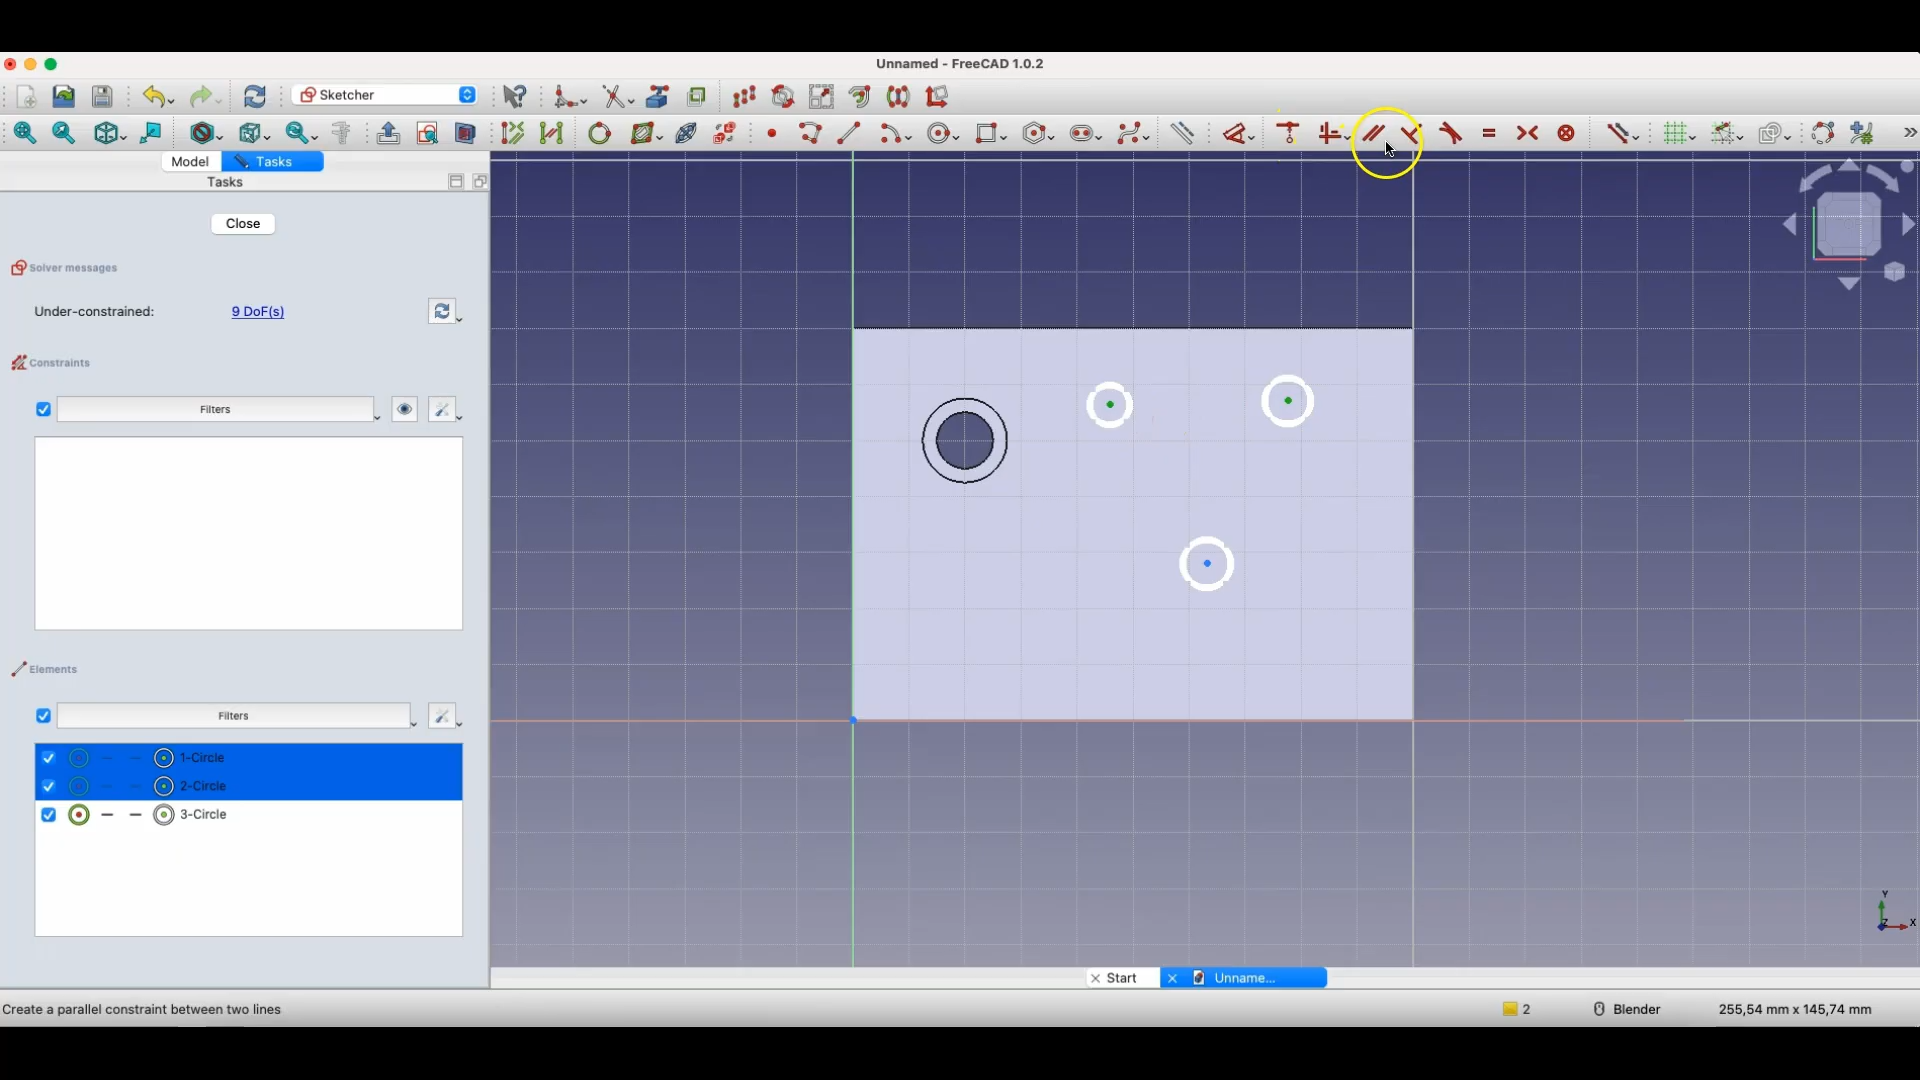 Unnamed - FreeCAD 1.0.2
Sketcher
Model
Tasks
Tasks
Close
Solver messages
Under-constrained:
9 DoF(s)
Constraints
Filters
Elements
Filters
1-Circle
2-Circle
3-Circle
Y
Z
X
Start
Unname...
Create a parallel constraint between two lines
2
Blender
255,54 mm x 145,74 mm